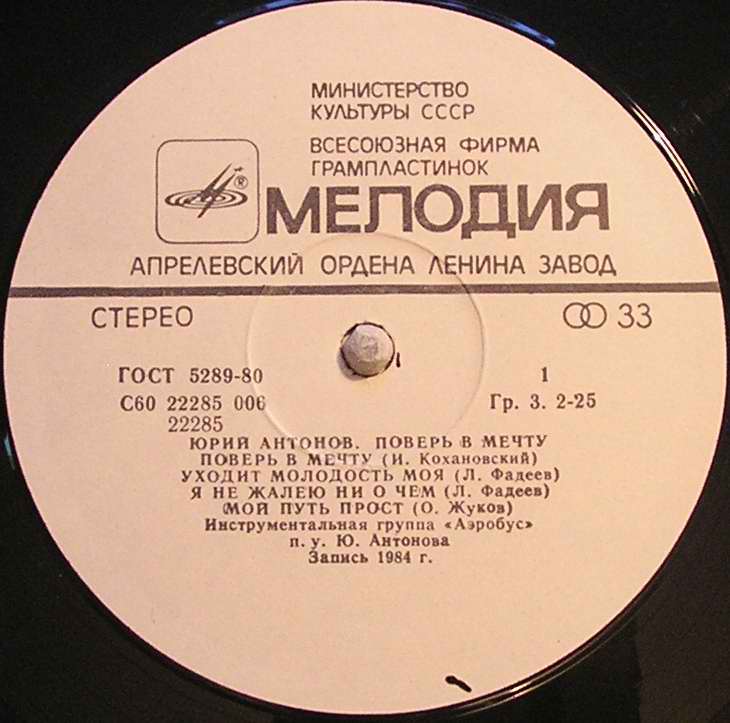 МИНИСТЕРСТВО
КУЛЬТУРЫ СССР
ВСЕСОЮЗНАЯ ФИРМА
ГРАМПЛАСТИНОК
®
МЕЛОДИЯ
АПРЕЛЕВСКИЙ ОРДЕНА ЛЕНИНА ЗАВОД
СТЕРЕО 33
ГОСТ 5289-80 1
С60 22285 006 Гр. 3. 2-25
22285
ЮРИЙ АНТОНОВ. ПОВЕРЬ В МЕЧТУ
ПОВЕРЬ В МЕЧТУ (И. Кохановский)
УХОДИТ МОЛОДОСТЬ МОЯ (Л. Фадеев)
Я НЕ ЖАЛЕЮ НИ О ЧЕМ (Л. Фадеев)
МОЙ ПУТЬ ПРОСТ (О. Жуков)
Инструментальная группа «Аэробус»
п. у. Ю. Антонова
Запись 1984 г.